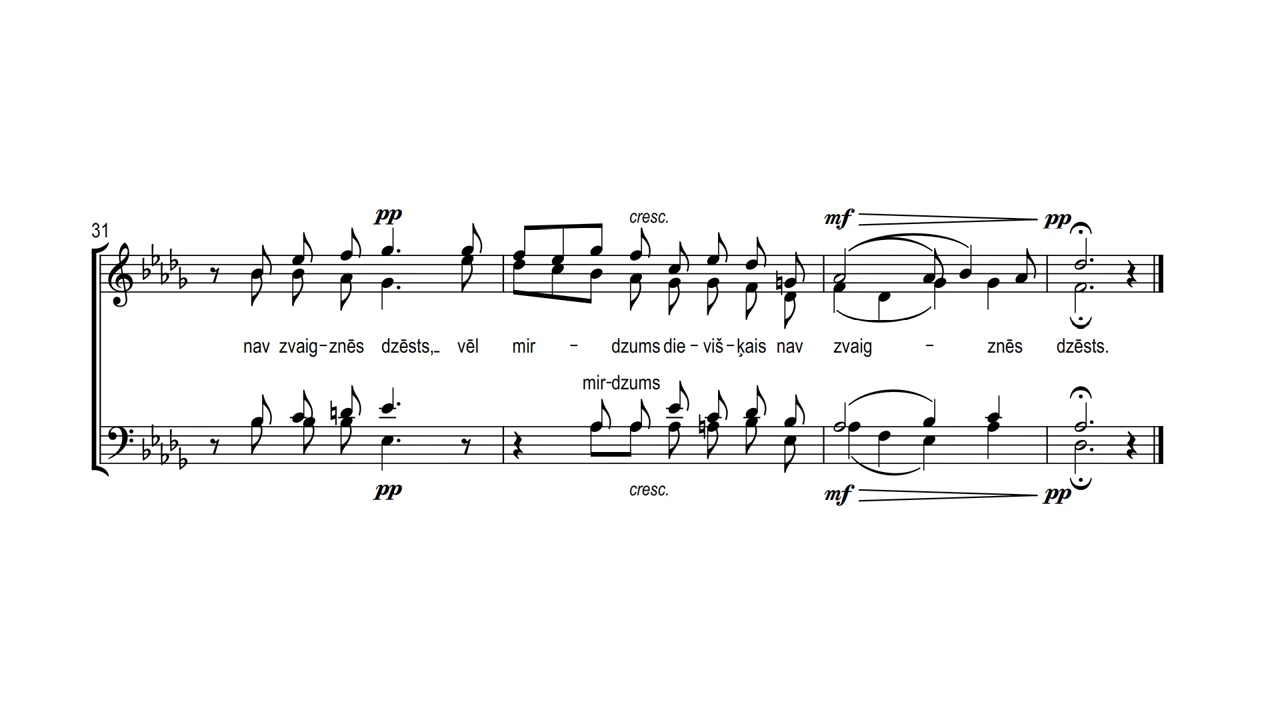 31
pp
cresc.
mf
pp
nav zvaig–znēs dzēsts, vēl mir – dzums die – viš – ķais nav zvaig – znēs dzēsts.
mir-dzums
pp
cresc.
mf
pp